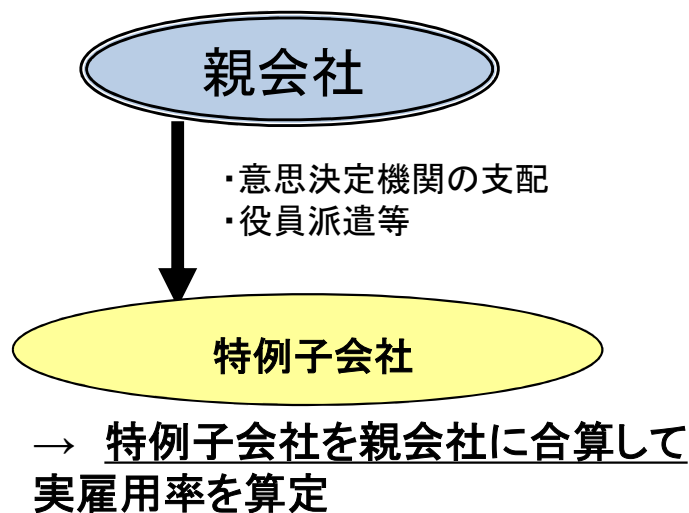 親会社
・意思決定機関の支配
・役員派遣等
特例子会社
→ 特例子会社を親会社に合算して
実雇用率を算定